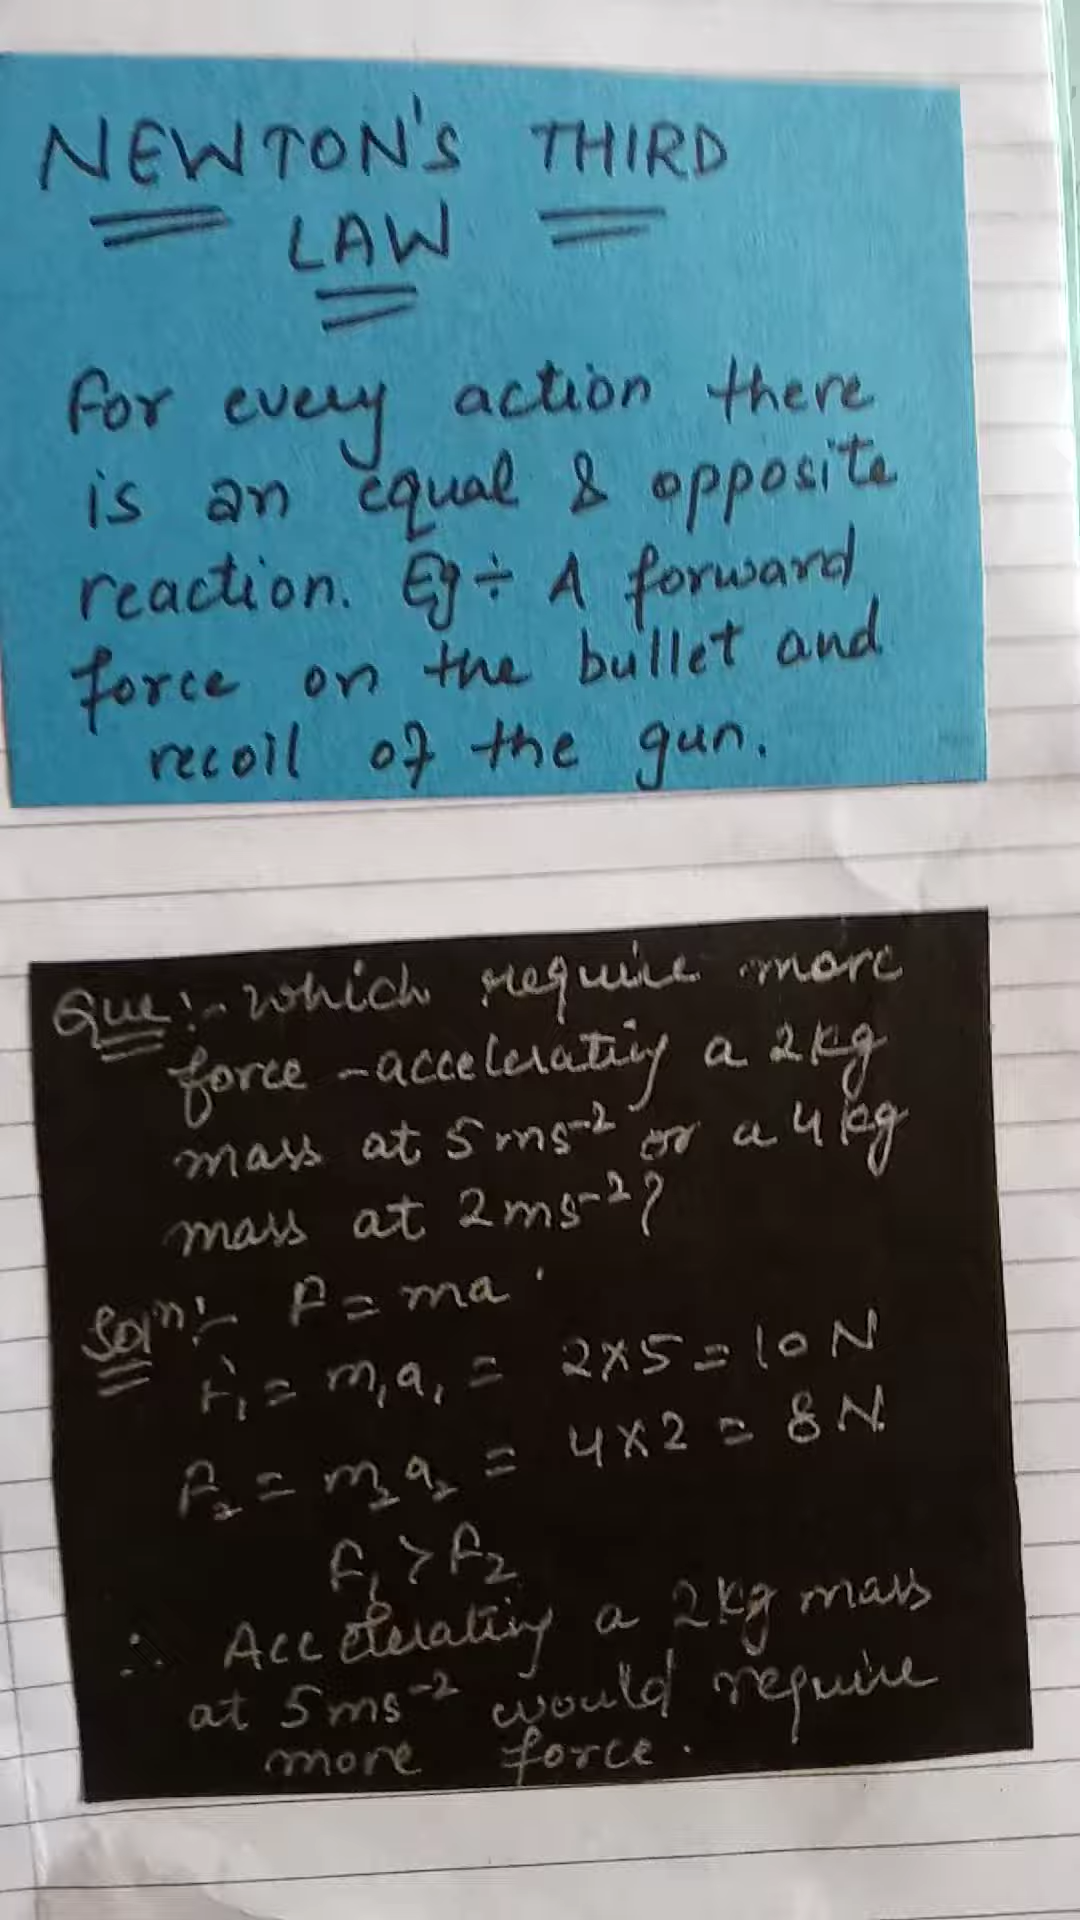 NEWTON'S THIRD
LAW
For every action there
is an equal & opposite
reaction. Eg ÷ A forward
force on the bullet and
recoil of the gun.
Que:- which require more
force - accelerating a 2kg
mass at 5ms⁻² or a 4kg
mass at 2ms⁻²?
Solⁿ:- F = ma
F₁ = m₁a₁ = 2×5 = 10 N
F₂ = m₂a₂ = 4×2 = 8 N
F₁ > F₂
∴ Accelerating a 2kg mass
at 5ms⁻² would require
more force.